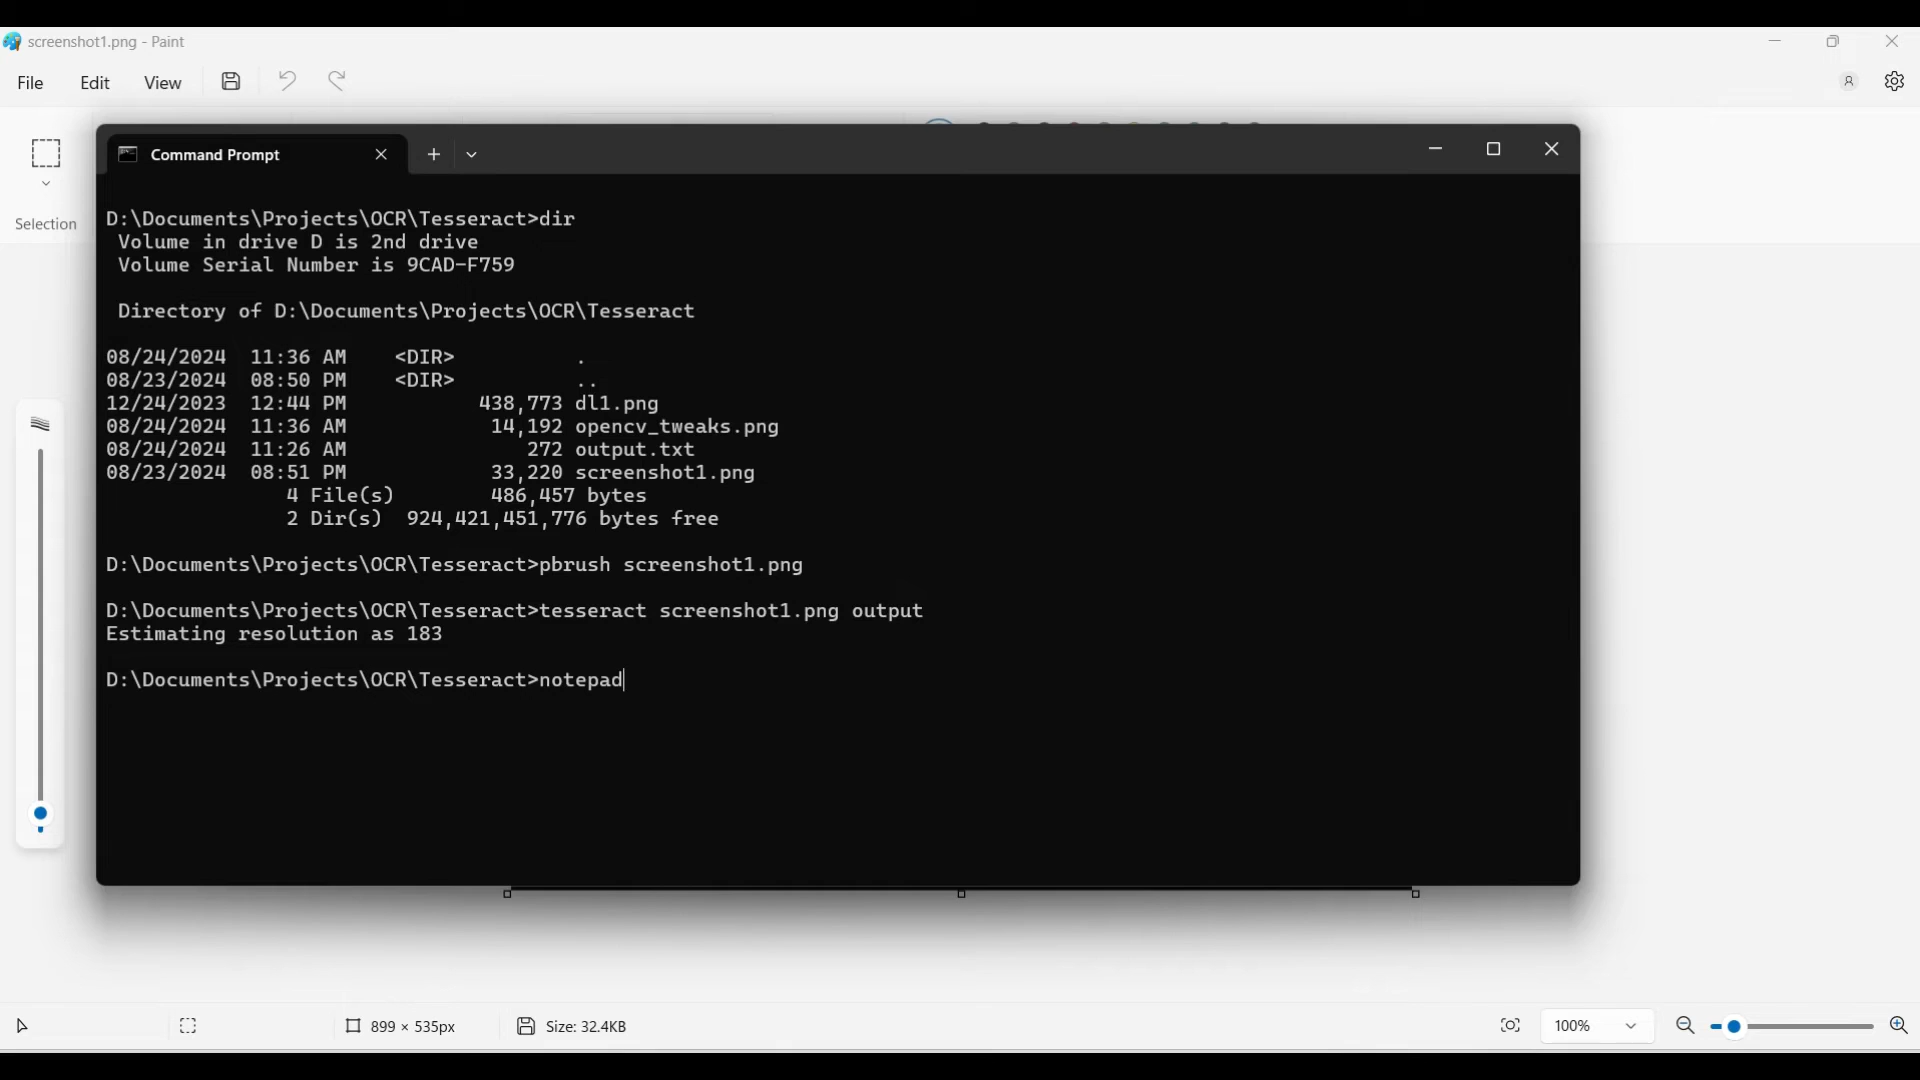 screenshot1.png - Paint
File Edit View
Command Prompt
Selection
D:\Documents\Projects\OCR\Tesseract>dir
Volume in drive D is 2nd drive
Volume Serial Number is 9CAD-F759
Directory of D:\Documents\Projects\OCR\Tesseract
08/24/2024  11:36 AM    <DIR>          .
08/23/2024  08:50 PM    <DIR>          ..
12/24/2023  12:44 PM           438,773 dl1.png
08/24/2024  11:36 AM            14,192 opencv_tweaks.png
08/24/2024  11:26 AM               272 output.txt
08/23/2024  08:51 PM            33,220 screenshot1.png
4 File(s)        486,457 bytes
2 Dir(s)  924,421,451,776 bytes free
D:\Documents\Projects\OCR\Tesseract>pbrush screenshot1.png
D:\Documents\Projects\OCR\Tesseract>tesseract screenshot1.png output
Estimating resolution as 183
D:\Documents\Projects\OCR\Tesseract>notepad
899 × 535px Size: 32.4KB 100%